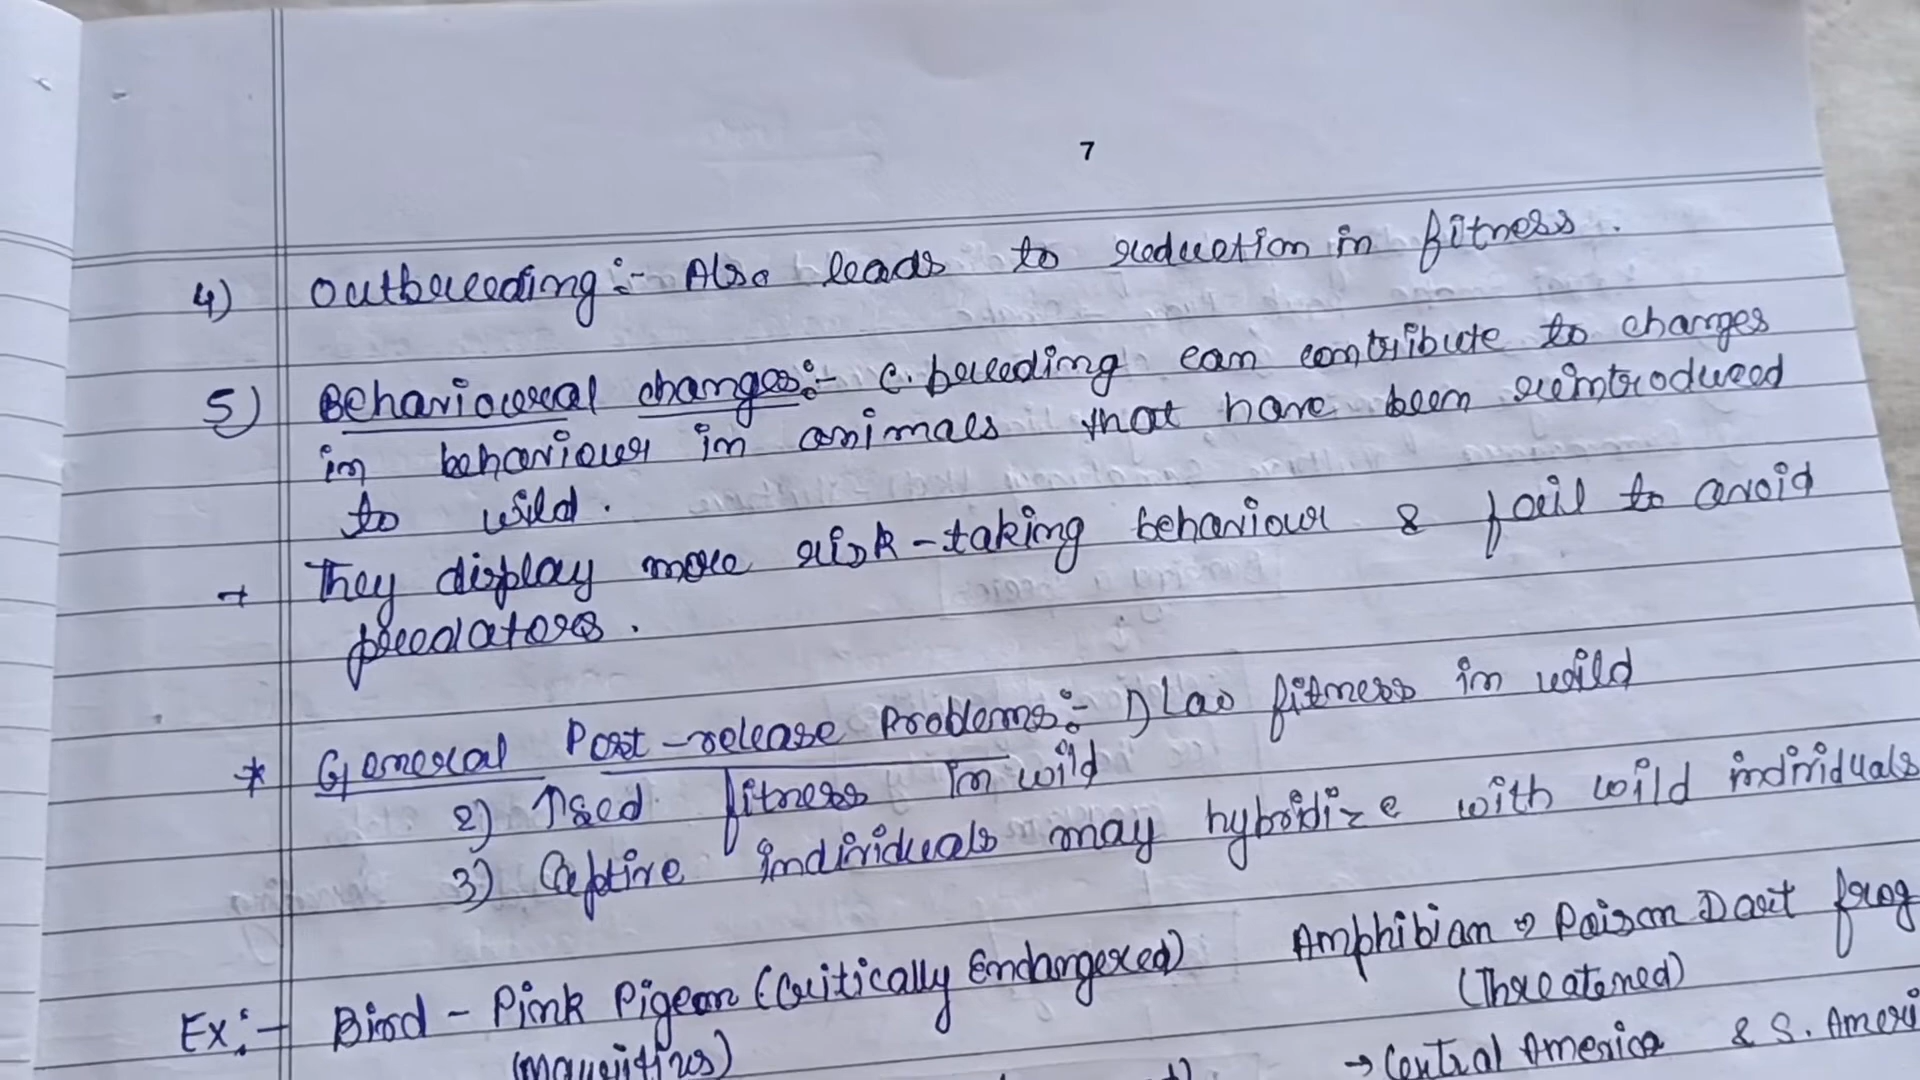 7
4) Outbreeding :- Also leads to reduction in fitness.
5) Behavioural changes :- C. breeding can contribute to changes
in behaviour in animals that have been reintroduced
to wild.
→ They display more risk-taking behaviour & fail to avoid
predators.
* General Post-release Problems :- 1) Low fitness in wild
2) ↑sed fitness in wild
3) Captive individuals may hybridize with wild individuals
Ex :- Bird - Pink Pigeon (Critically Endangered) Amphibian → Poison Dart frog
(Mauritius) (Threatened)
→ Central America & S. Ameri